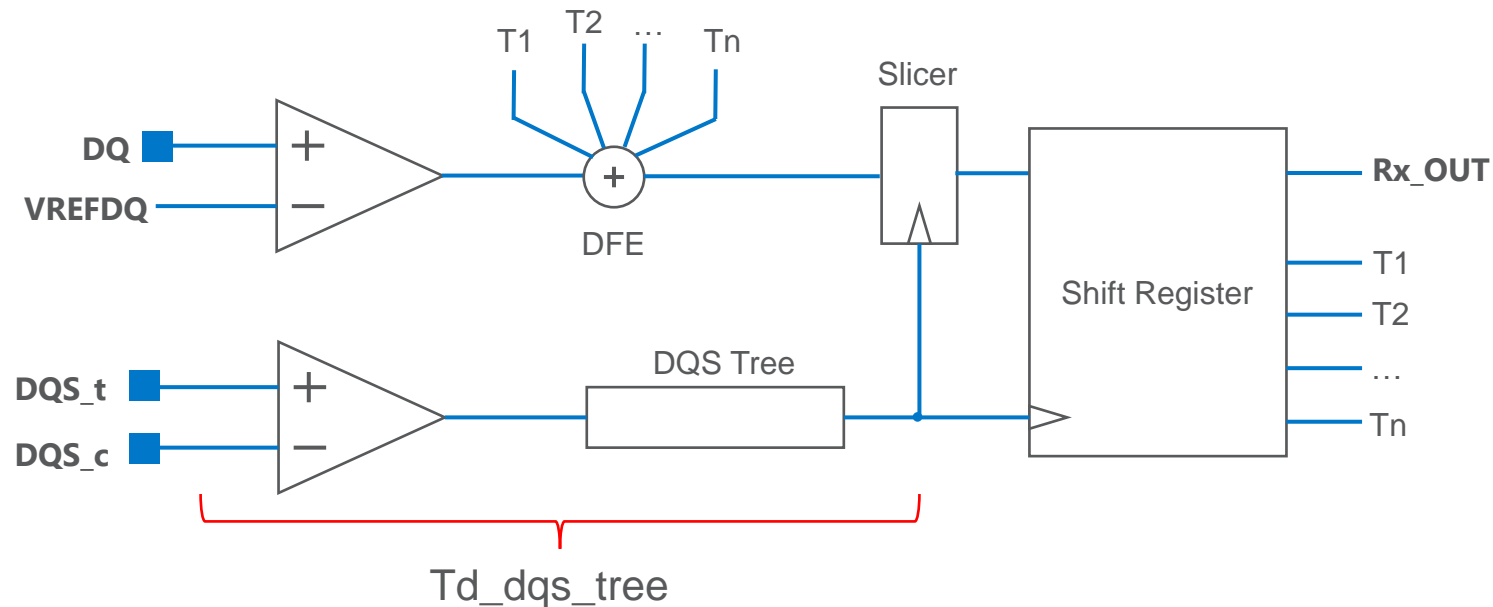 T1
T2
…
Tn
Slicer
DQ
+
−
VREFDQ
+
DFE
Rx_OUT
T1
Shift Register
T2
…
Tn
DQS Tree
DQS_t
+
−
DQS_c
Td_dqs_tree